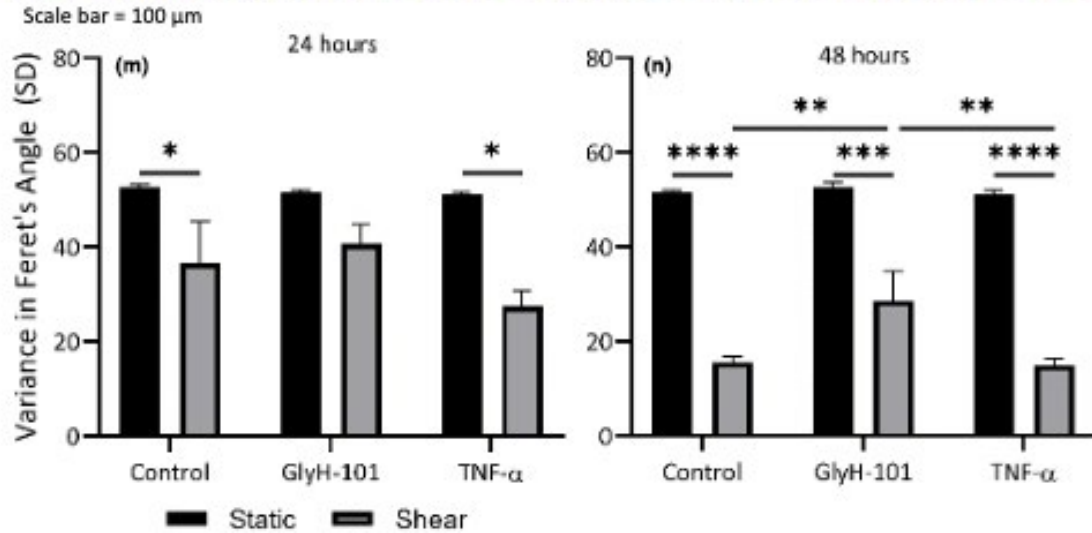 Scale bar = 100 µm
24 hours
Variance in Feret's Angle (SD)
80
(m)
60
40
20
0
*
*
Control
GlyH-101
TNF-α
48 hours
80
(n)
60
40
20
0
**
**
****
***
****
Control
GlyH-101
TNF-α
Static
Shear